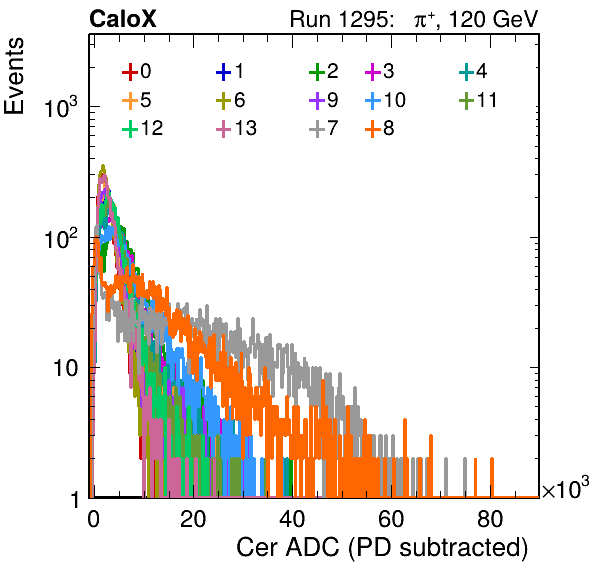 CaloX Run 1295: π⁺, 120 GeV
Events
0 1 2 3 4
5 6 9 10 11
12 13 7 8
10³
10²
10
1
0 20 40 60 80 ×10³
Cer ADC (PD subtracted)